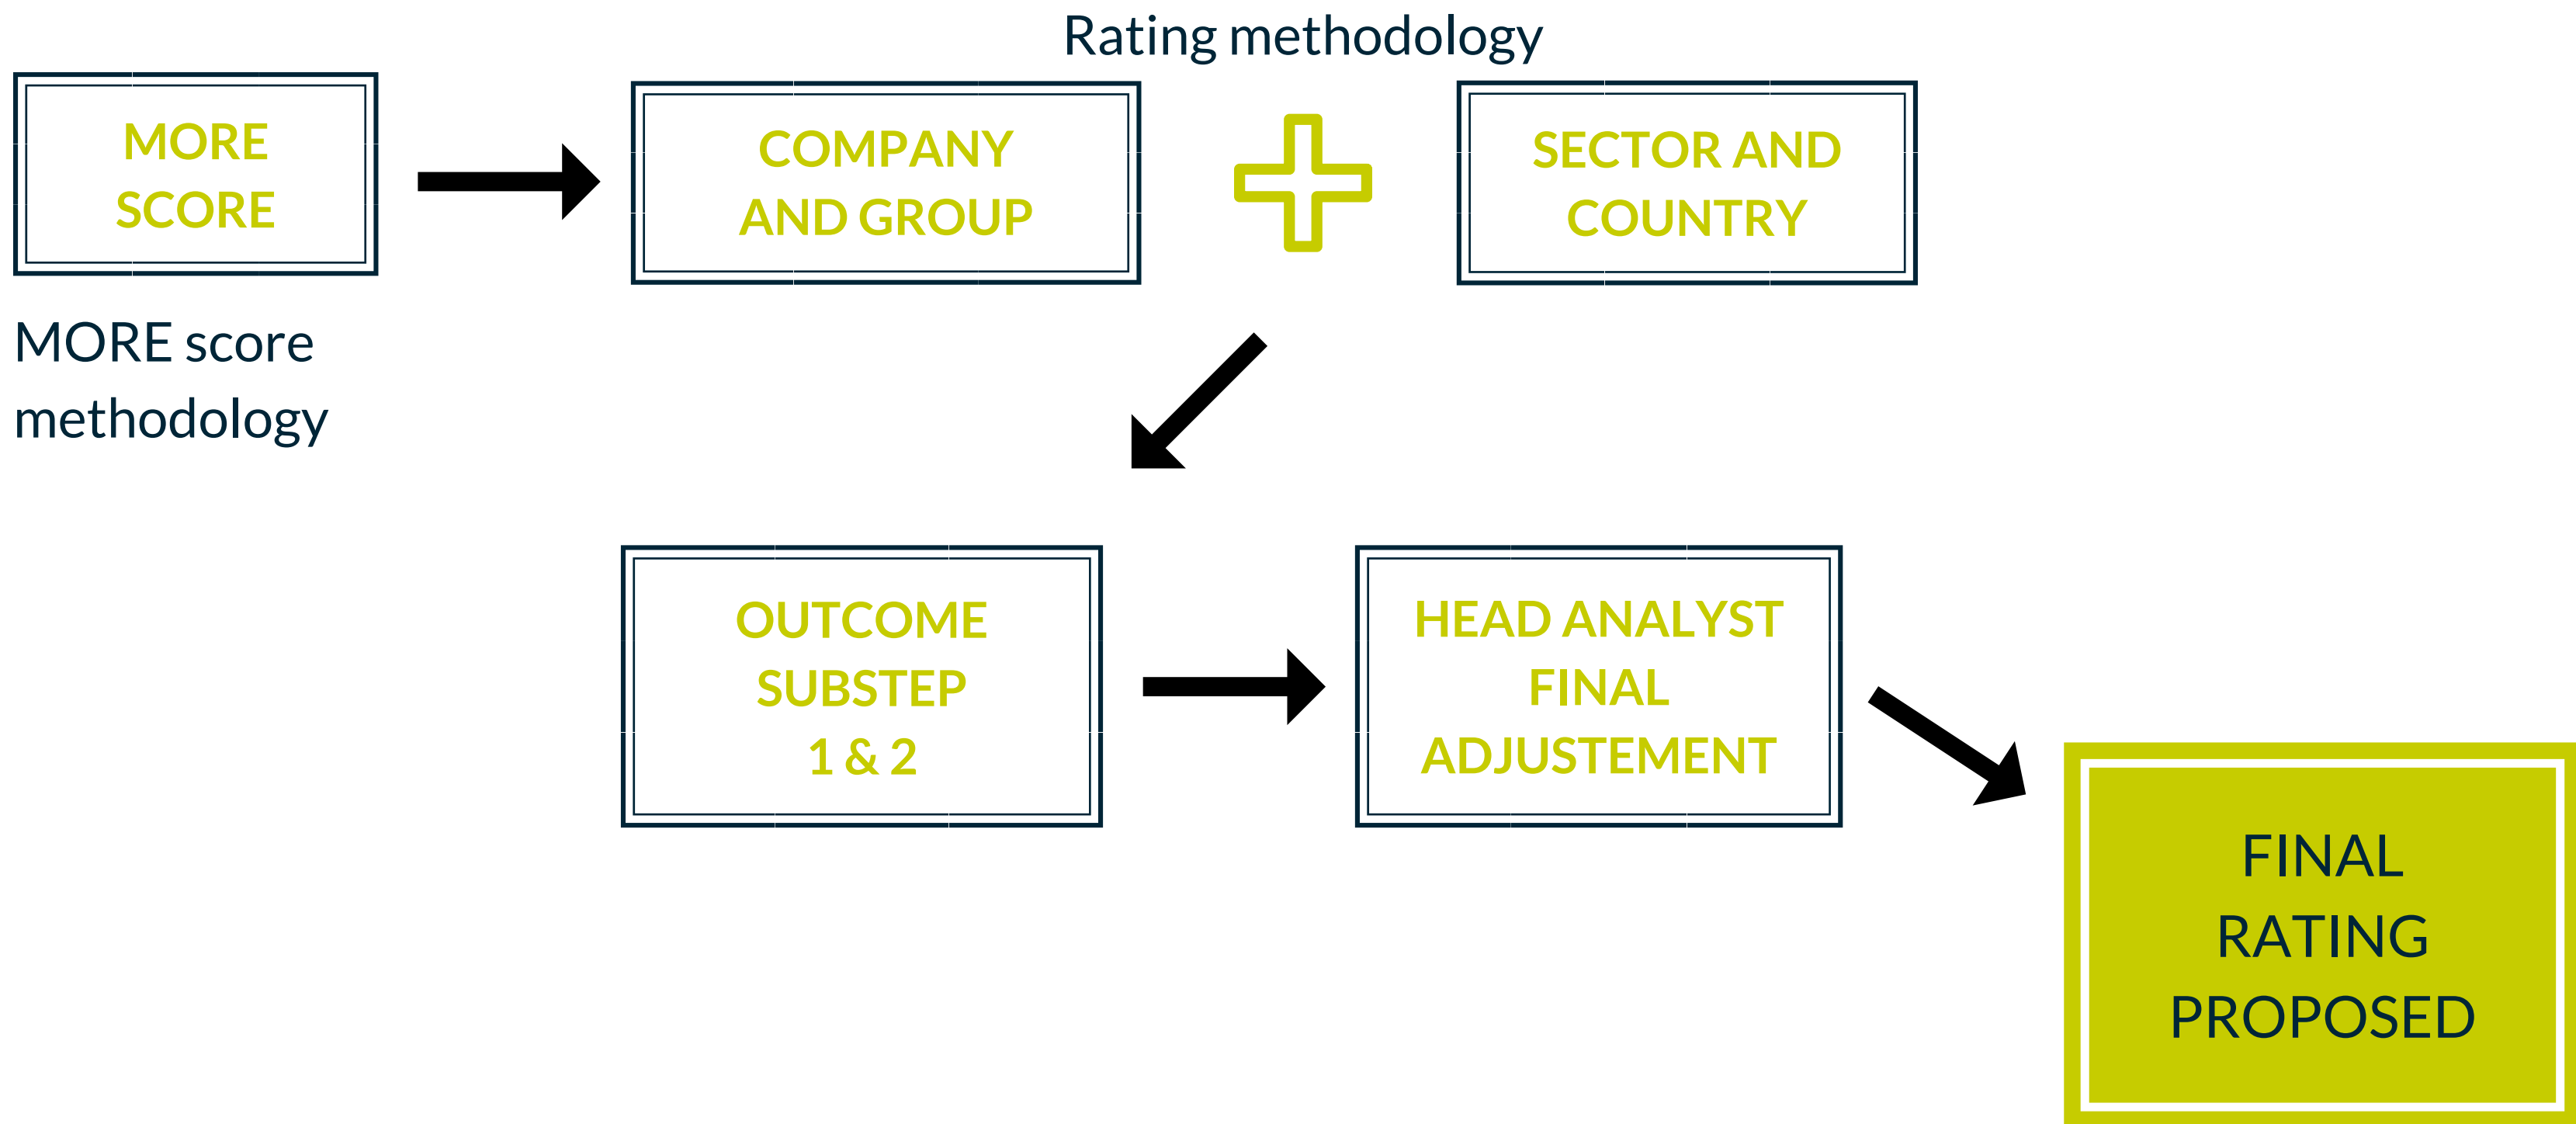 Rating methodology
MORE
SCORE
COMPANY
AND GROUP
SECTOR AND
COUNTRY
MORE score
methodology
OUTCOME
SUBSTEP
1 & 2
HEAD ANALYST
FINAL
ADJUSTEMENT
FINAL
RATING
PROPOSED